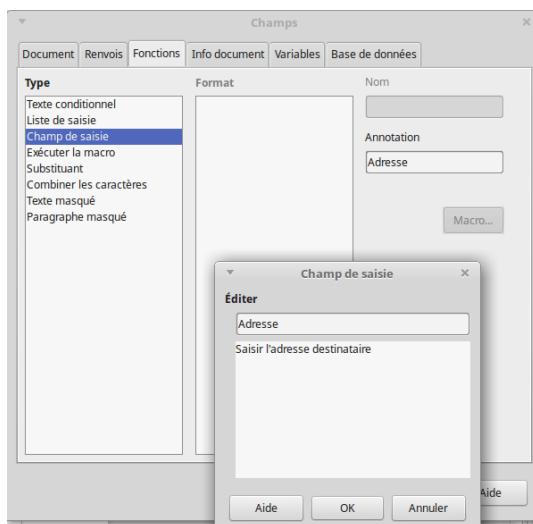 Champs
Document Renvois Fonctions Info document Variables Base de données
Type
Format
Nom
Texte conditionnel
Liste de saisie
Champ de saisie
Exécuter la macro
Substituant
Combiner les caractères
Texte masqué
Paragraphe masqué
Annotation
Adresse
Macro...
Champ de saisie
Éditer
Adresse
Saisir l'adresse destinataire
Aide
OK
Annuler
Aide